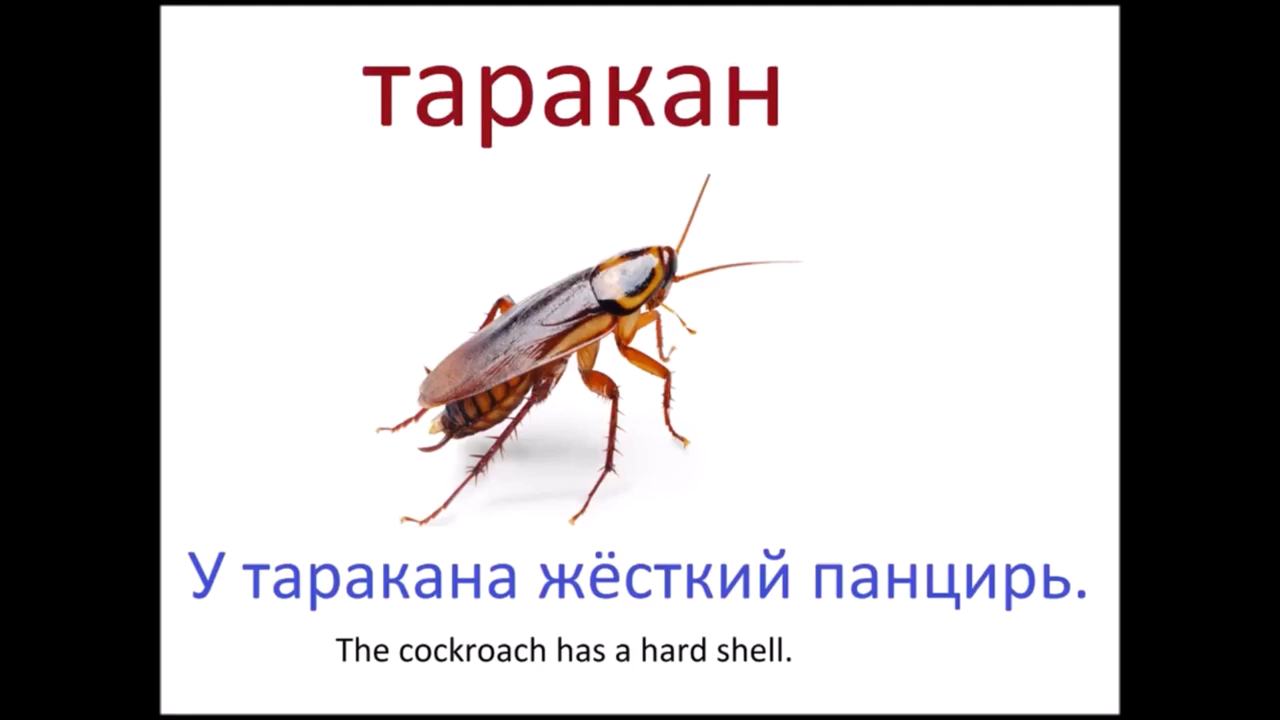 таракан
У таракана жёсткий панцирь.
The cockroach has a hard shell.